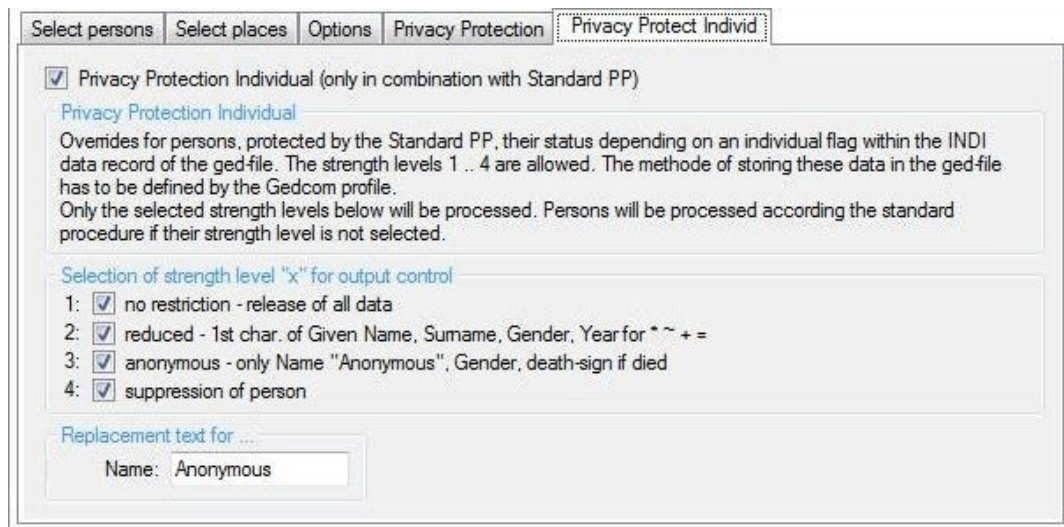 Select persons Select places Options Privacy Protection Privacy Protect Individ
Privacy Protection Individual (only in combination with Standard PP)
Privacy Protection Individual
Overrides for persons, protected by the Standard PP, their status depending on an individual flag within the INDI
data record of the ged-file. The strength levels 1 .. 4 are allowed. The methode of storing these data in the ged-file
has to be defined by the Gedcom profile.
Only the selected strength levels below will be processed. Persons will be processed according the standard
procedure if their strength level is not selected.
Selection of strength level "x" for output control
1: no restriction - release of all data
2: reduced - 1st char. of Given Name, Surname, Gender, Year for * ~ + =
3: anonymous - only Name "Anonymous", Gender, death-sign if died
4: suppression of person
Replacement text for ...
Name: Anonymous